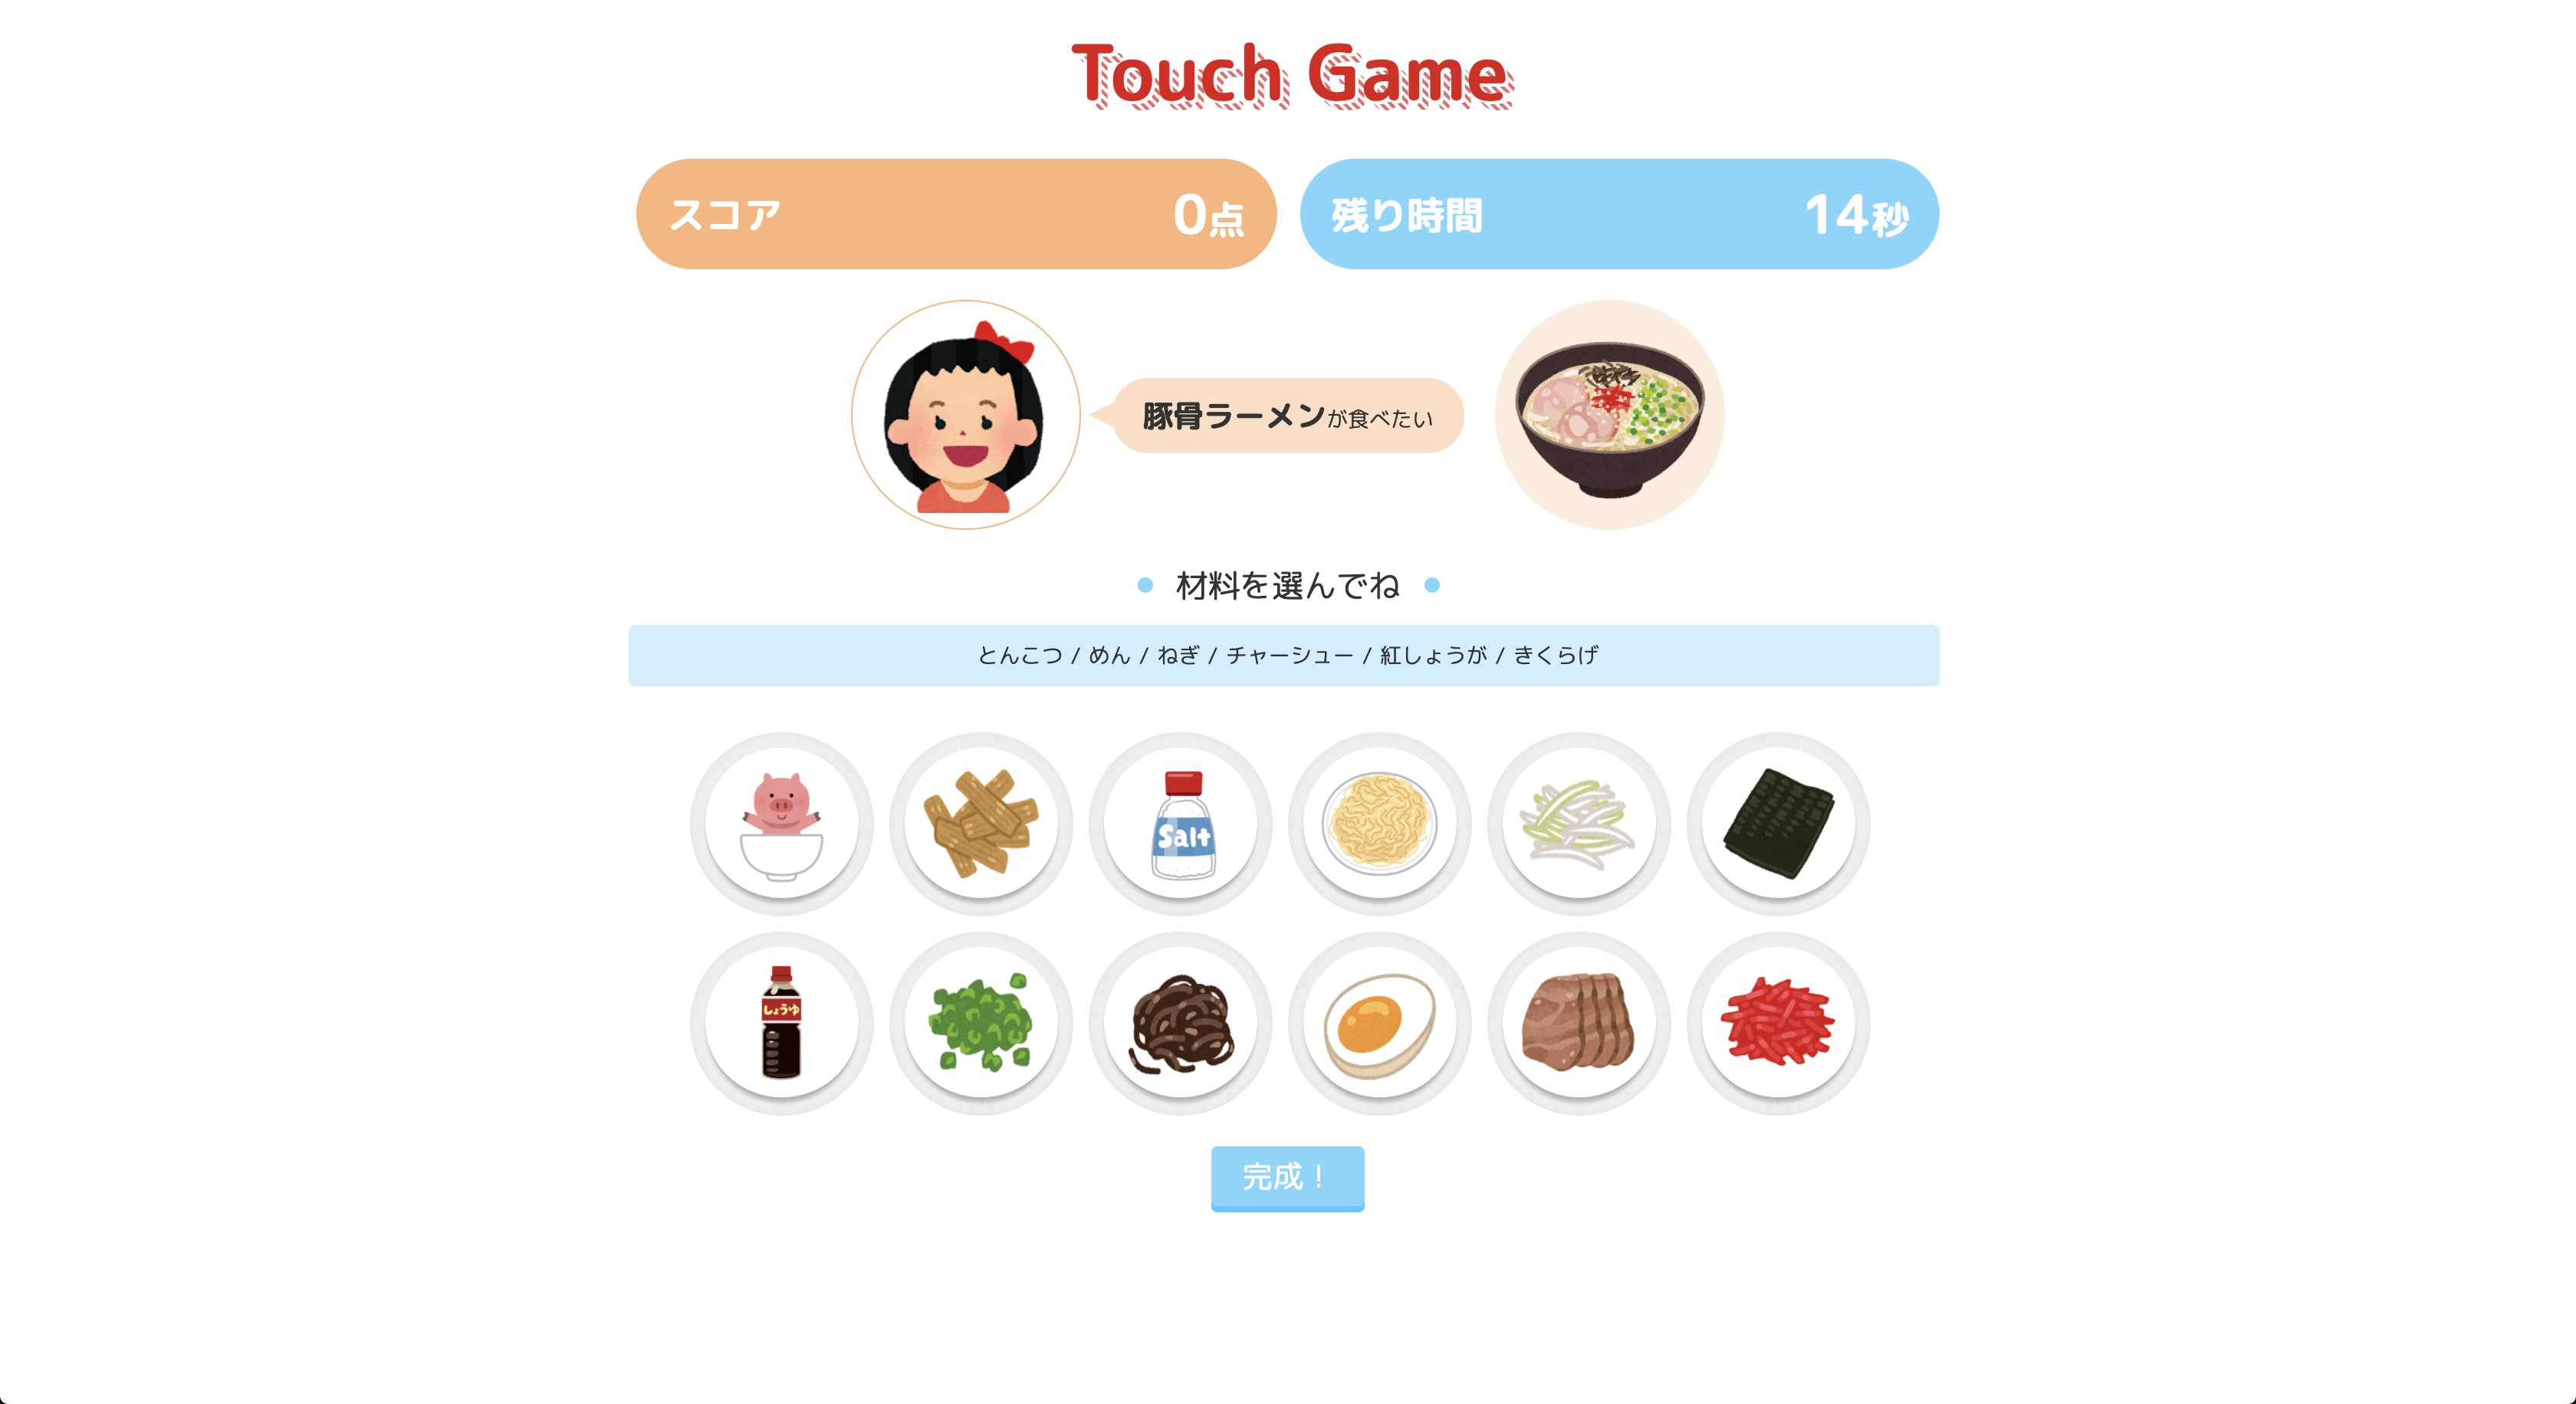 Touch Game
スコア 0点
残り時間 14秒
豚骨ラーメンが食べたい
材料を選んでね
とんこつ / めん / ねぎ / チャーシュー / 紅しょうが / きくらげ
Salt
しょうゆ
完成！